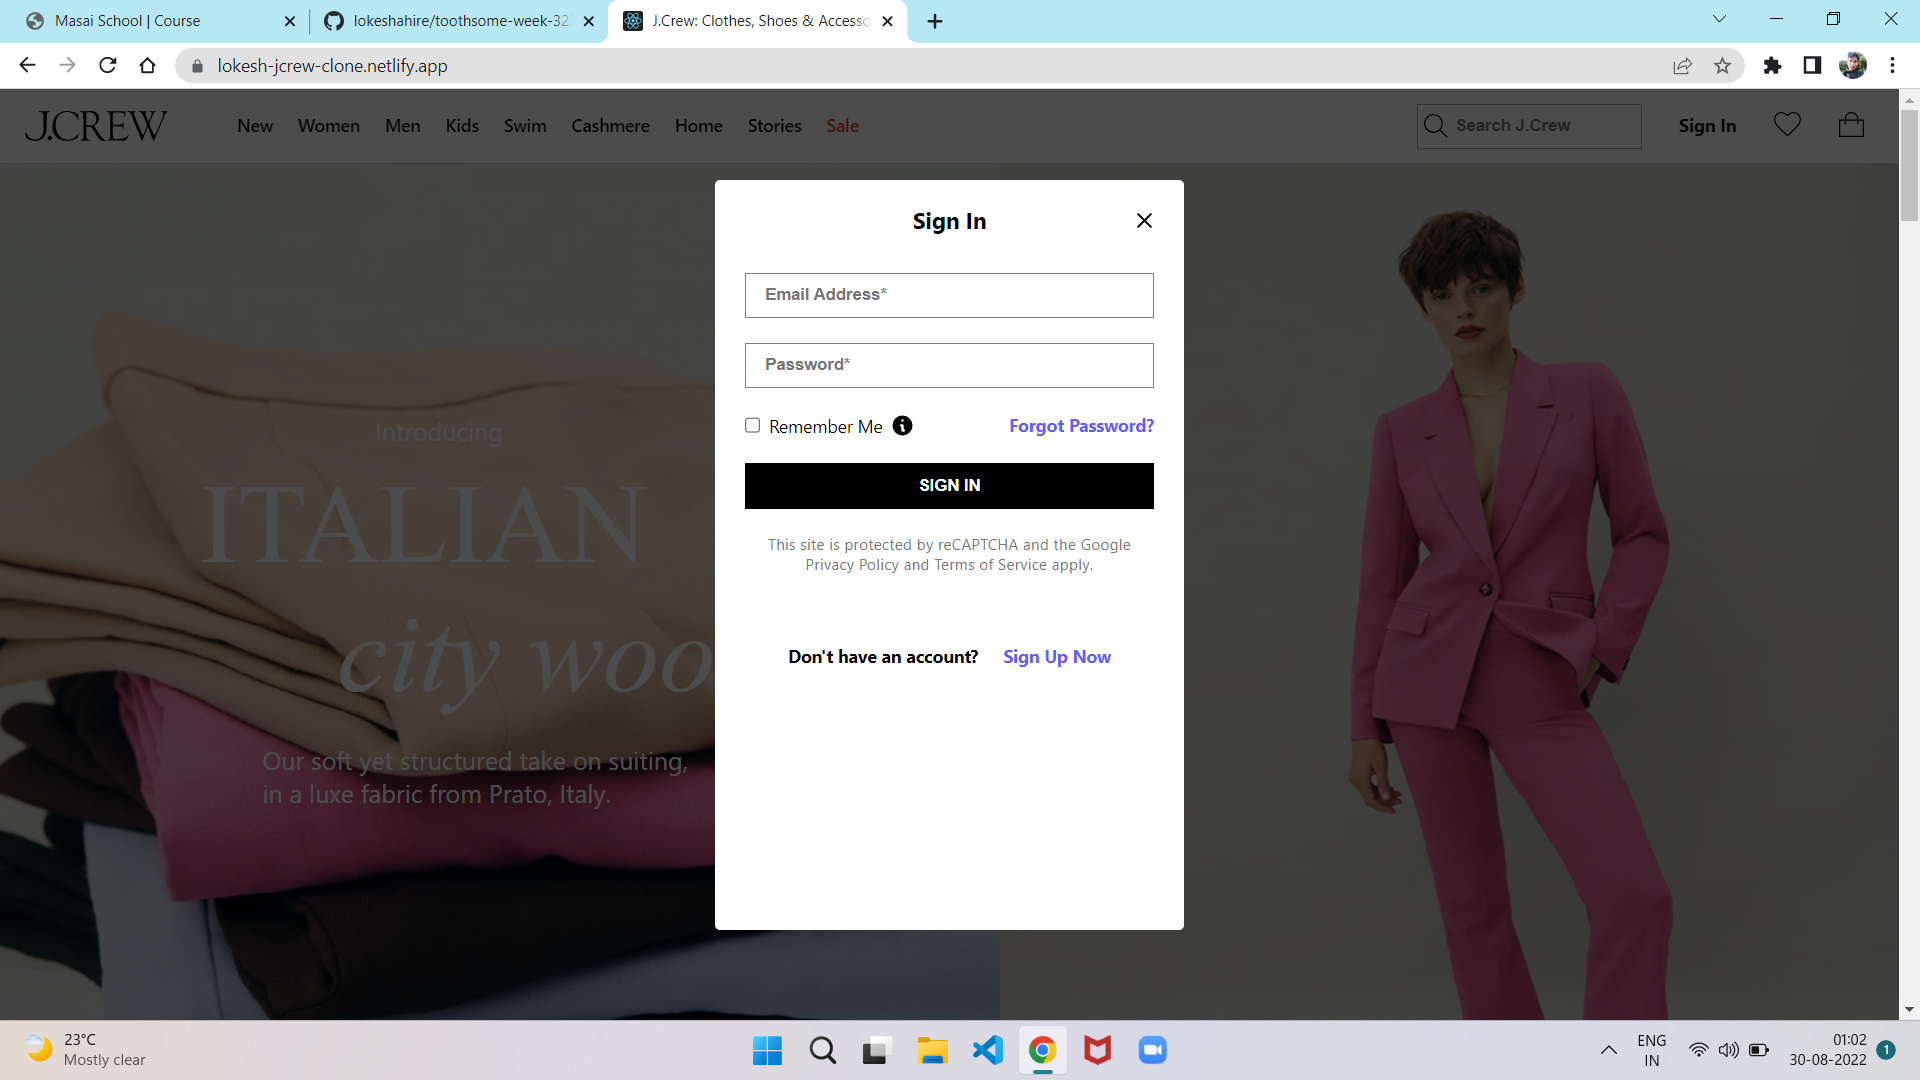 Masai School | Course
lokeshahire/toothsome-week-32
J.Crew: Clothes, Shoes & Accesso
lokesh-jcrew-clone.netlify.app
J.CREW
New Women Men Kids Swim Cashmere Home Stories Sale
Search J.Crew
Sign In
Sign In
Email Address*
Password*
Remember Me
Forgot Password?
SIGN IN
This site is protected by reCAPTCHA and the Google
Privacy Policy and Terms of Service apply.
Don't have an account? Sign Up Now
Introducing
ITALIAN
city woo
Our soft yet structured take on suiting,
in a luxe fabric from Prato, Italy.
23°C
Mostly clear
ENG
IN
01:02
30-08-2022
1